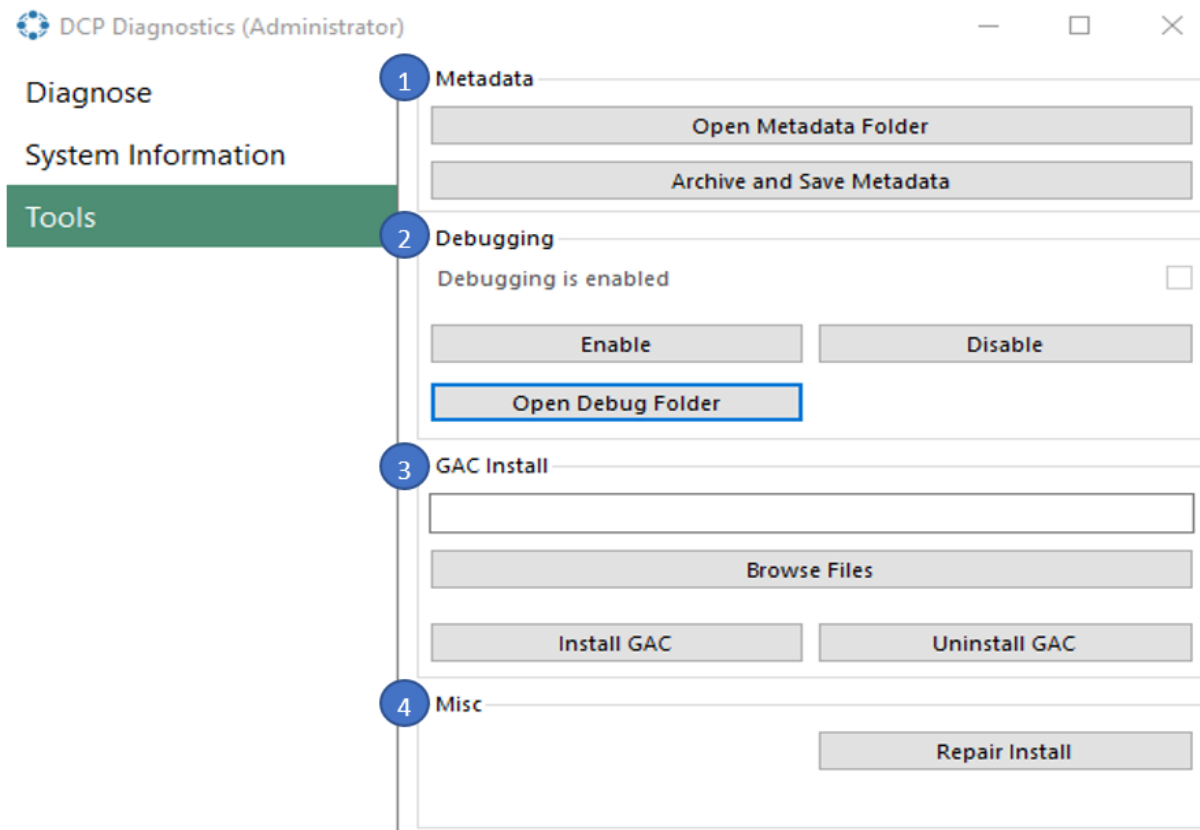 DCP Diagnostics (Administrator)
Diagnose
System Information
Tools
1 Metadata
Open Metadata Folder
Archive and Save Metadata
2 Debugging
Debugging is enabled
Enable Disable
Open Debug Folder
3 GAC Install
Browse Files
Install GAC Uninstall GAC
4 Misc
Repair Install